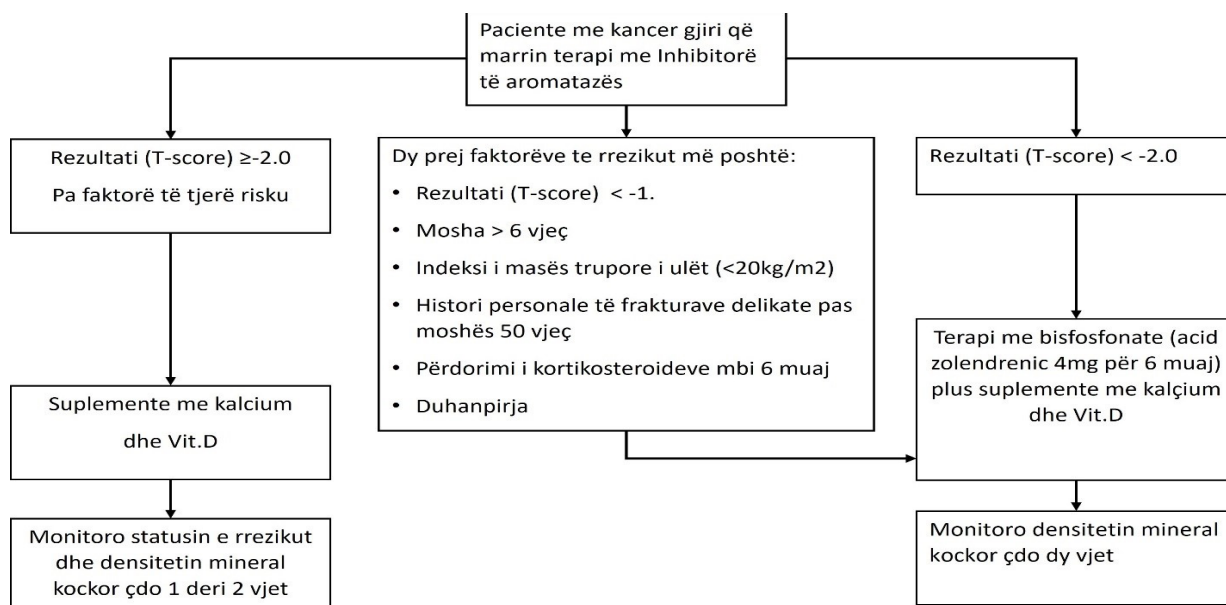 Paciente me kancer gjiri që
marrin terapi me Inhibitorë
të aromatazës
Rezultati (T-score) ≥-2.0
Pa faktorë të tjerë risku
Suplemente me kalcium
dhe Vit.D
Monitoro statusin e rrezikut
dhe densitetin mineral
kockor çdo 1 deri 2 vjet
Dy prej faktorëve te rrezikut më poshtë:
• Rezultati (T-score) < -1.
• Mosha > 6 vjeç
• Indeksi i masës trupore i ulët (<20kg/m2)
• Histori personale të frakturave delikate pas
moshës 50 vjeç
• Përdorimi i kortikosteroideve mbi 6 muaj
• Duhanpirja
Rezultati (T-score) < -2.0
Terapi me bisfosfonate (acid
zolendrenic 4mg për 6 muaj)
plus suplemente me kalçium
dhe Vit.D
Monitoro densitetin mineral
kockor çdo dy vjet